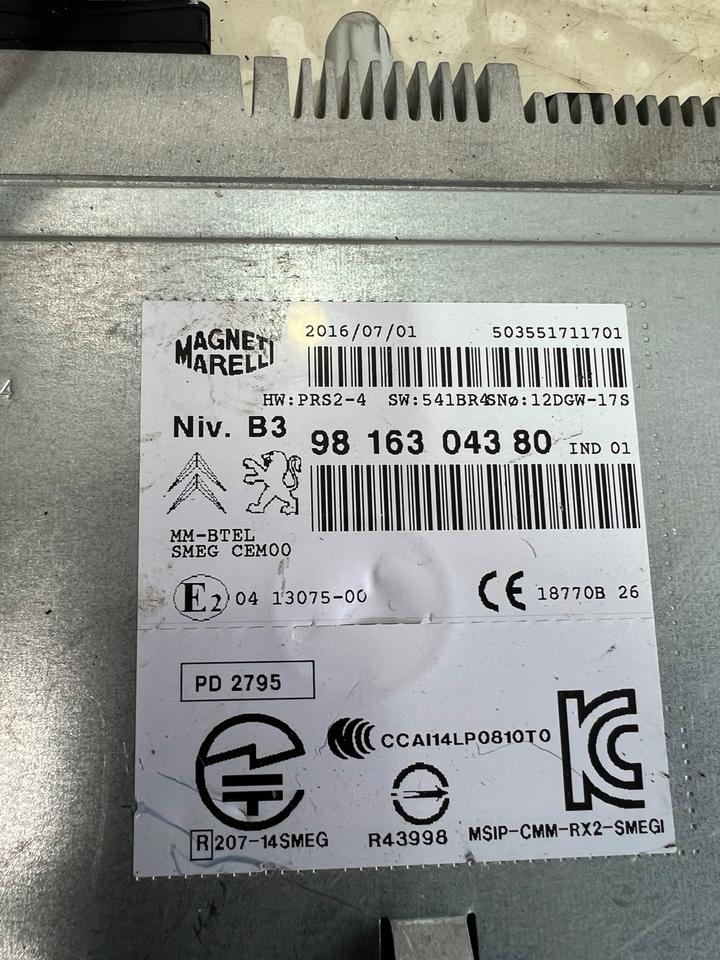 2016/07/01 503551711701
MAGNETI
MARELLI
HW:PRS2-4 SW:541BR4SNø:12DGW-17S
Niv. B3 98 163 043 80 IND 01
MM-BTEL
SMEG CEM00
E2 04 13075-00 CE 18770B 26
PD 2795
CCAI14LP0810T0
R 207-14SMEG R43998 MSIP-CMM-RX2-SMEGI